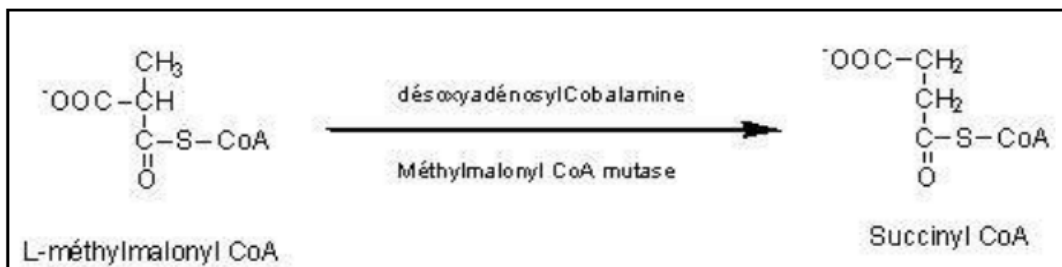 CH3
-OOC-CH
C-S-CoA
O
L-méthylmalonyl CoA
désoxyadénosylCobalamine
Méthylmalonyl CoA mutase
-OOC-CH2
CH2
C-S-CoA
O
Succinyl CoA